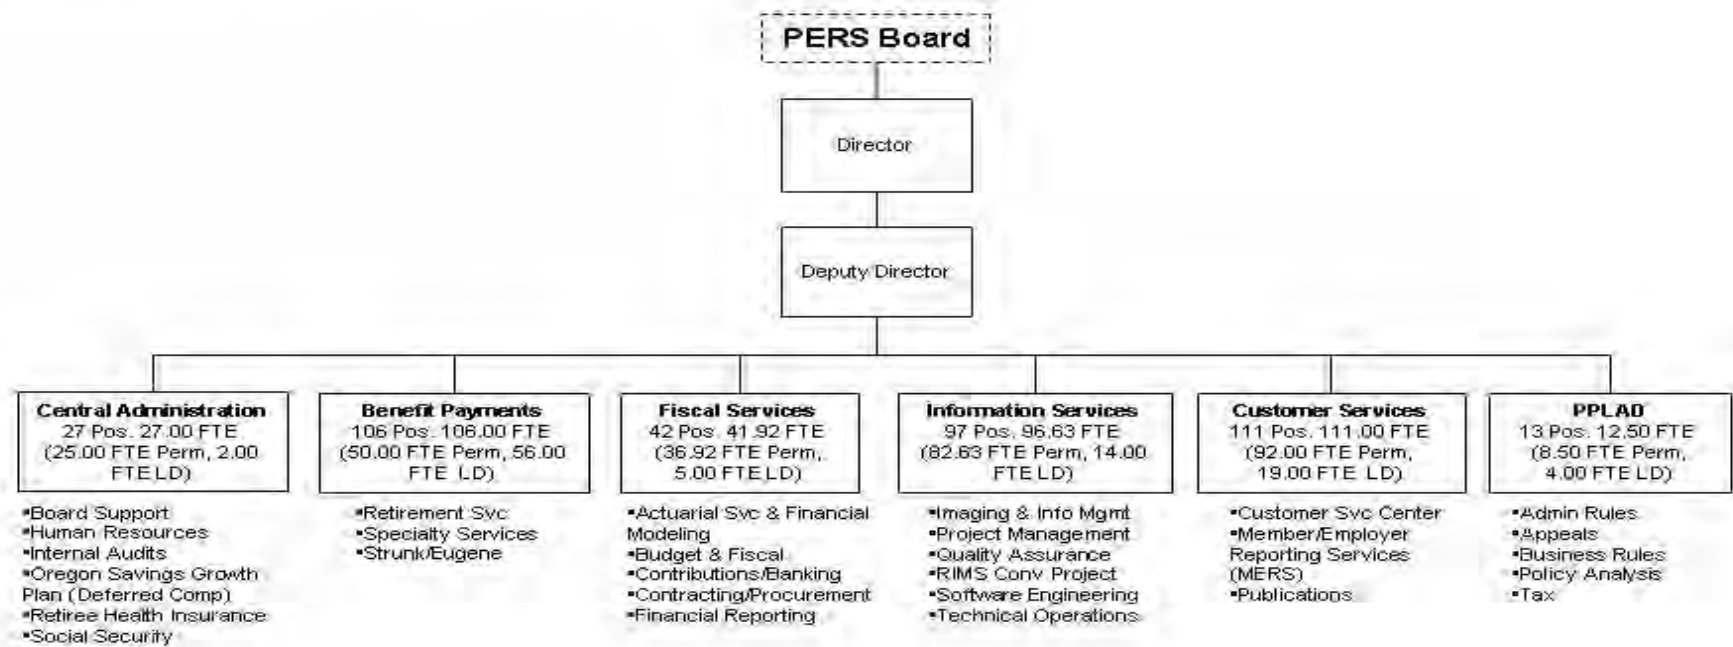 PERS Board
Director
Deputy Director
Central Administration
27 Pos. 27.00 FTE
(25.00 FTE Perm, 2.00
FTE LD)
▪Board Support
▪Human Resources
▪Internal Audits
▪Oregon Savings Growth
Plan (Deferred Comp)
▪Retiree Health Insurance
▪Social Security
Benefit Payments
106 Pos. 106.00 FTE
(50.00 FTE Perm, 56.00
FTE LD)
▪Retirement Svc
▪Specialty Services
▪Strunk/Eugene
Fiscal Services
42 Pos. 41.92 FTE
(36.92 FTE Perm,
5.00 FTE LD)
▪Actuarial Svc & Financial
Modeling
▪Budget & Fiscal
▪Contributions/Banking
▪Contracting/Procurement
▪Financial Reporting
Information Services
97 Pos. 96.63 FTE
(82.63 FTE Perm, 14.00
FTE LD)
▪Imaging & Info Mgmt
▪Project Management
▪Quality Assurance
▪RIMS Conv Project
▪Software Engineering
▪Technical Operations
Customer Services
111 Pos. 111.00 FTE
(92.00 FTE Perm,
19.00 FTE LD)
▪Customer Svc Center
▪Member/Employer
Reporting Services
(MERS)
▪Publications
PPLAD
13 Pos. 12.50 FTE
(8.50 FTE Perm,
4.00 FTE LD)
▪Admin Rules
▪Appeals
▪Business Rules
▪Policy Analysis
▪Tax